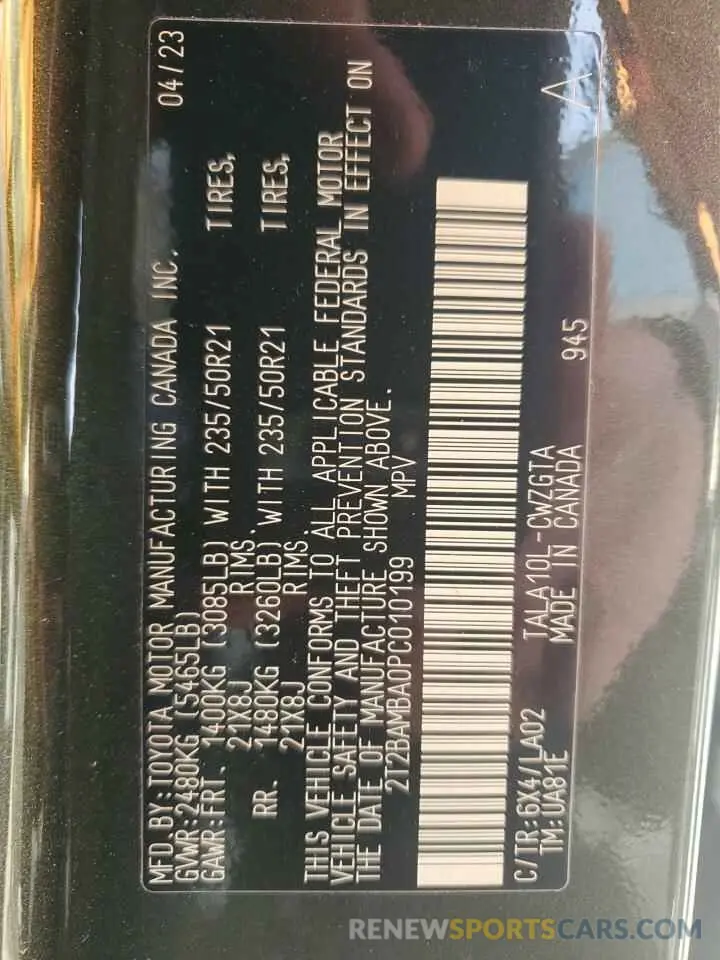 MFD.BY:TOYOTA MOTOR MANUFACTURING CANADA INC. 04/23
GVWR:2480KG (5465LB)
GAWR:FRT. 1400KG (3085LB) WITH 235/50R21 TIRES,
21X8J RIMS.
RR. 1480KG (3260LB) WITH 235/50R21 TIRES,
21X8J RIMS.
THIS VEHICLE CONFORMS TO ALL APPLICABLE FEDERAL MOTOR
VEHICLE SAFETY AND THEFT PREVENTION STANDARDS IN EFFECT ON
THE DATE OF MANUFACTURE SHOWN ABOVE.
2T2BAMBA0PC010199 MPV
C/TR:6X4/LA02 TALA10L-CWZGTA 945
TM:UA81E MADE IN CANADA
RENEWSPORTSCARS.COM